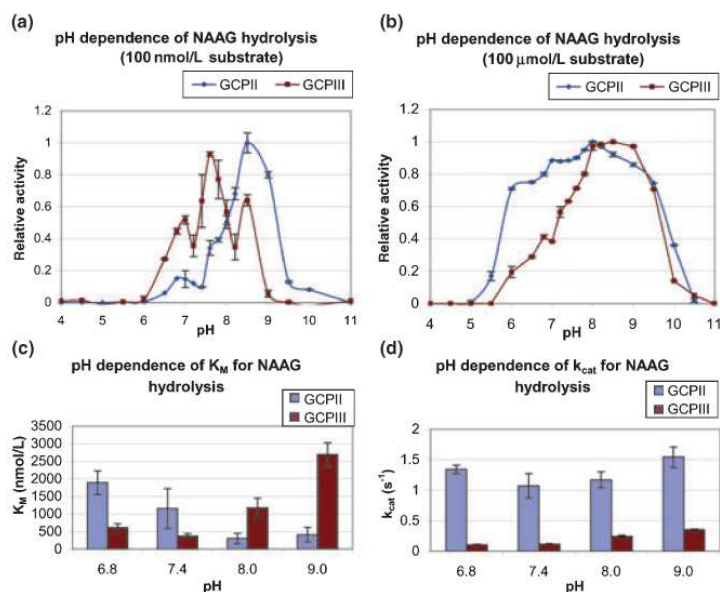 (a)
pH dependence of NAAG hydrolysis
(100 nmol/L substrate)
GCPII GCPIII
1.2
1
0.8
0.6
0.4
0.2
0
Relative activity
4 5 6 7 8 9 10 11
pH
(b)
pH dependence of NAAG hydrolysis
(100 μmol/L substrate)
GCPII GCPIII
1.2
1
0.8
0.6
0.4
0.2
0
Relative activity
4 5 6 7 8 9 10 11
pH
(c)
pH dependence of KM for NAAG
hydrolysis
GCPII
GCPIII
3500
3000
2500
2000
1500
1000
500
0
KM (nmol/L)
6.8 7.4 8.0 9.0
pH
(d)
pH dependence of kcat for NAAG
hydrolysis
GCPII
GCPIII
2
1.5
1
0.5
0
kcat (s-1)
6.8 7.4 8.0 9.0
pH